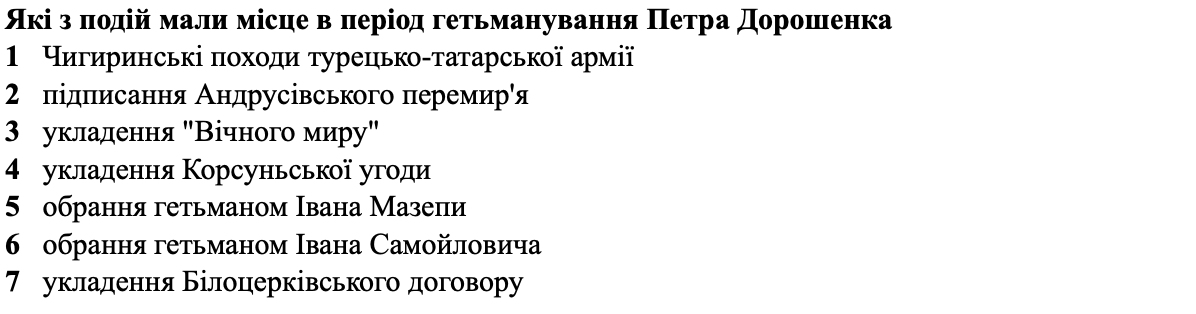 Які з подій мали місце в період гетьманування Петра Дорошенка
1 Чигиринські походи турецько-татарської армії
2 підписання Андрусівського перемир'я
3 укладення "Вічного миру"
4 укладення Корсуньської угоди
5 обрання гетьманом Івана Мазепи
6 обрання гетьманом Івана Самойловича
7 укладення Білоцерківського договору